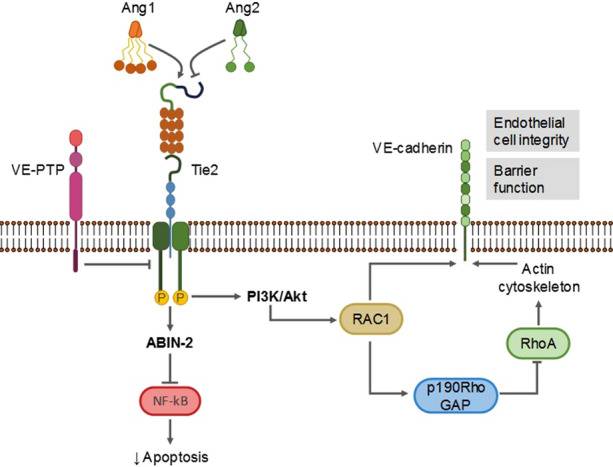 Ang1
Ang2
Endothelial
cell integrity
VE-cadherin
Barrier
function
VE-PTP
Tie2
P
P
PI3K/Akt
Actin
cytoskeleton
RAC1
ABIN-2
RhoA
p190Rho
GAP
NF-kB
↓ Apoptosis